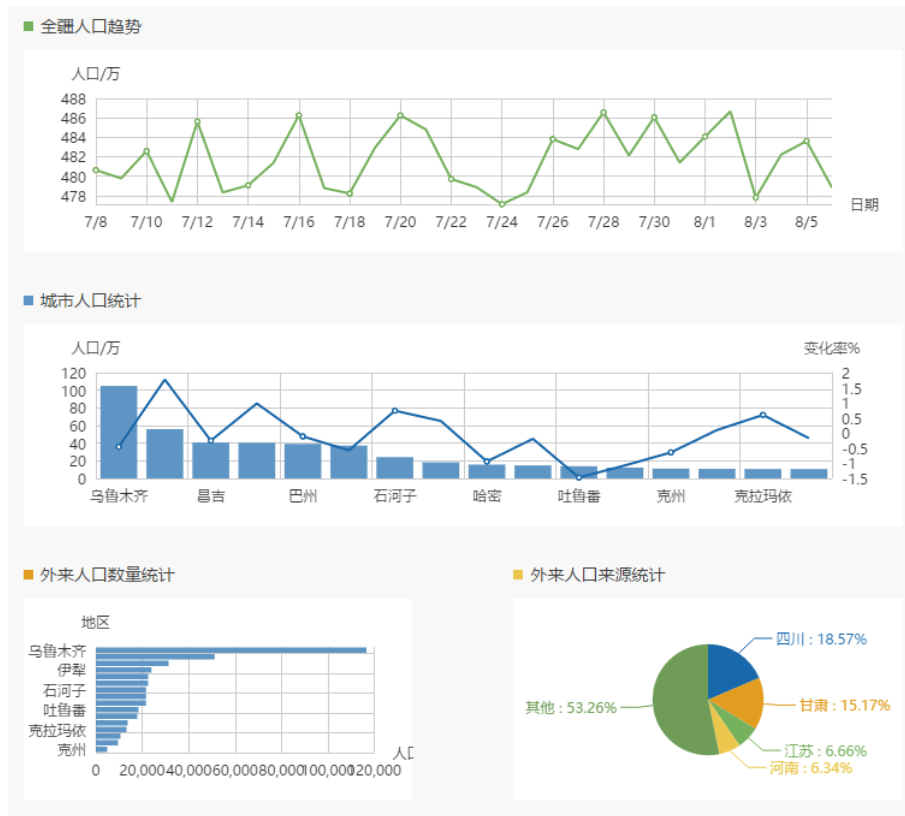 全疆人口趋势
人口/万
488
486
484
482
480
478
7/8 7/10 7/12 7/14 7/16 7/18 7/20 7/22 7/24 7/26 7/28 7/30 8/1 8/3 8/5
日期
城市人口统计
人口/万 变化率%
120 2
100 1.5
80 1
60 0.5
40 0
20 -0.5
0 -1
-1.5
乌鲁木齐 昌吉 巴州 石河子 哈密 吐鲁番 克州 克拉玛依
外来人口数量统计
地区
乌鲁木齐
伊犁
石河子
吐鲁番
克拉玛依
克州
人口
0 20,000 40,000 60,000 80,000 100,000 120,000
外来人口来源统计
四川 : 18.57%
甘肃 : 15.17%
其他 : 53.26%
江苏 : 6.66%
河南 : 6.34%